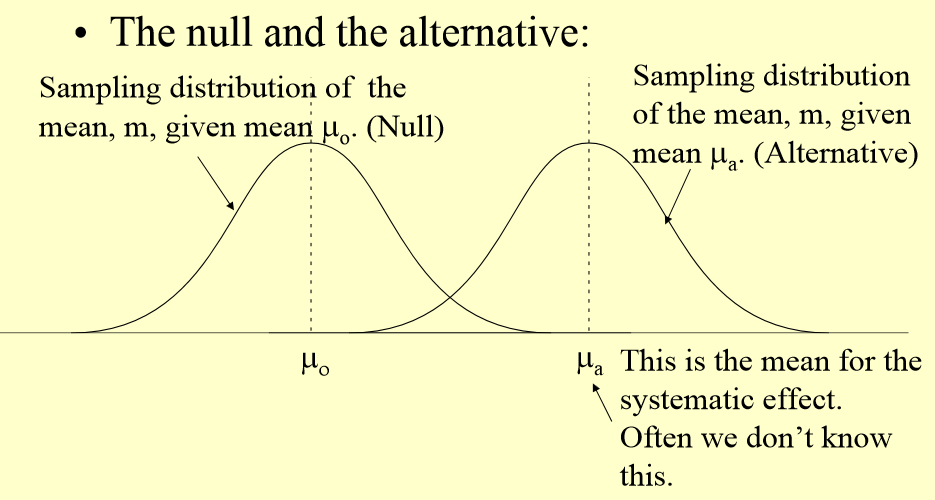 • The null and the alternative:
Sampling distribution of the
mean, m, given mean μo. (Null)
Sampling distribution
of the mean, m, given
mean μa. (Alternative)
μo
μa
This is the mean for the
systematic effect.
Often we don’t know
this.